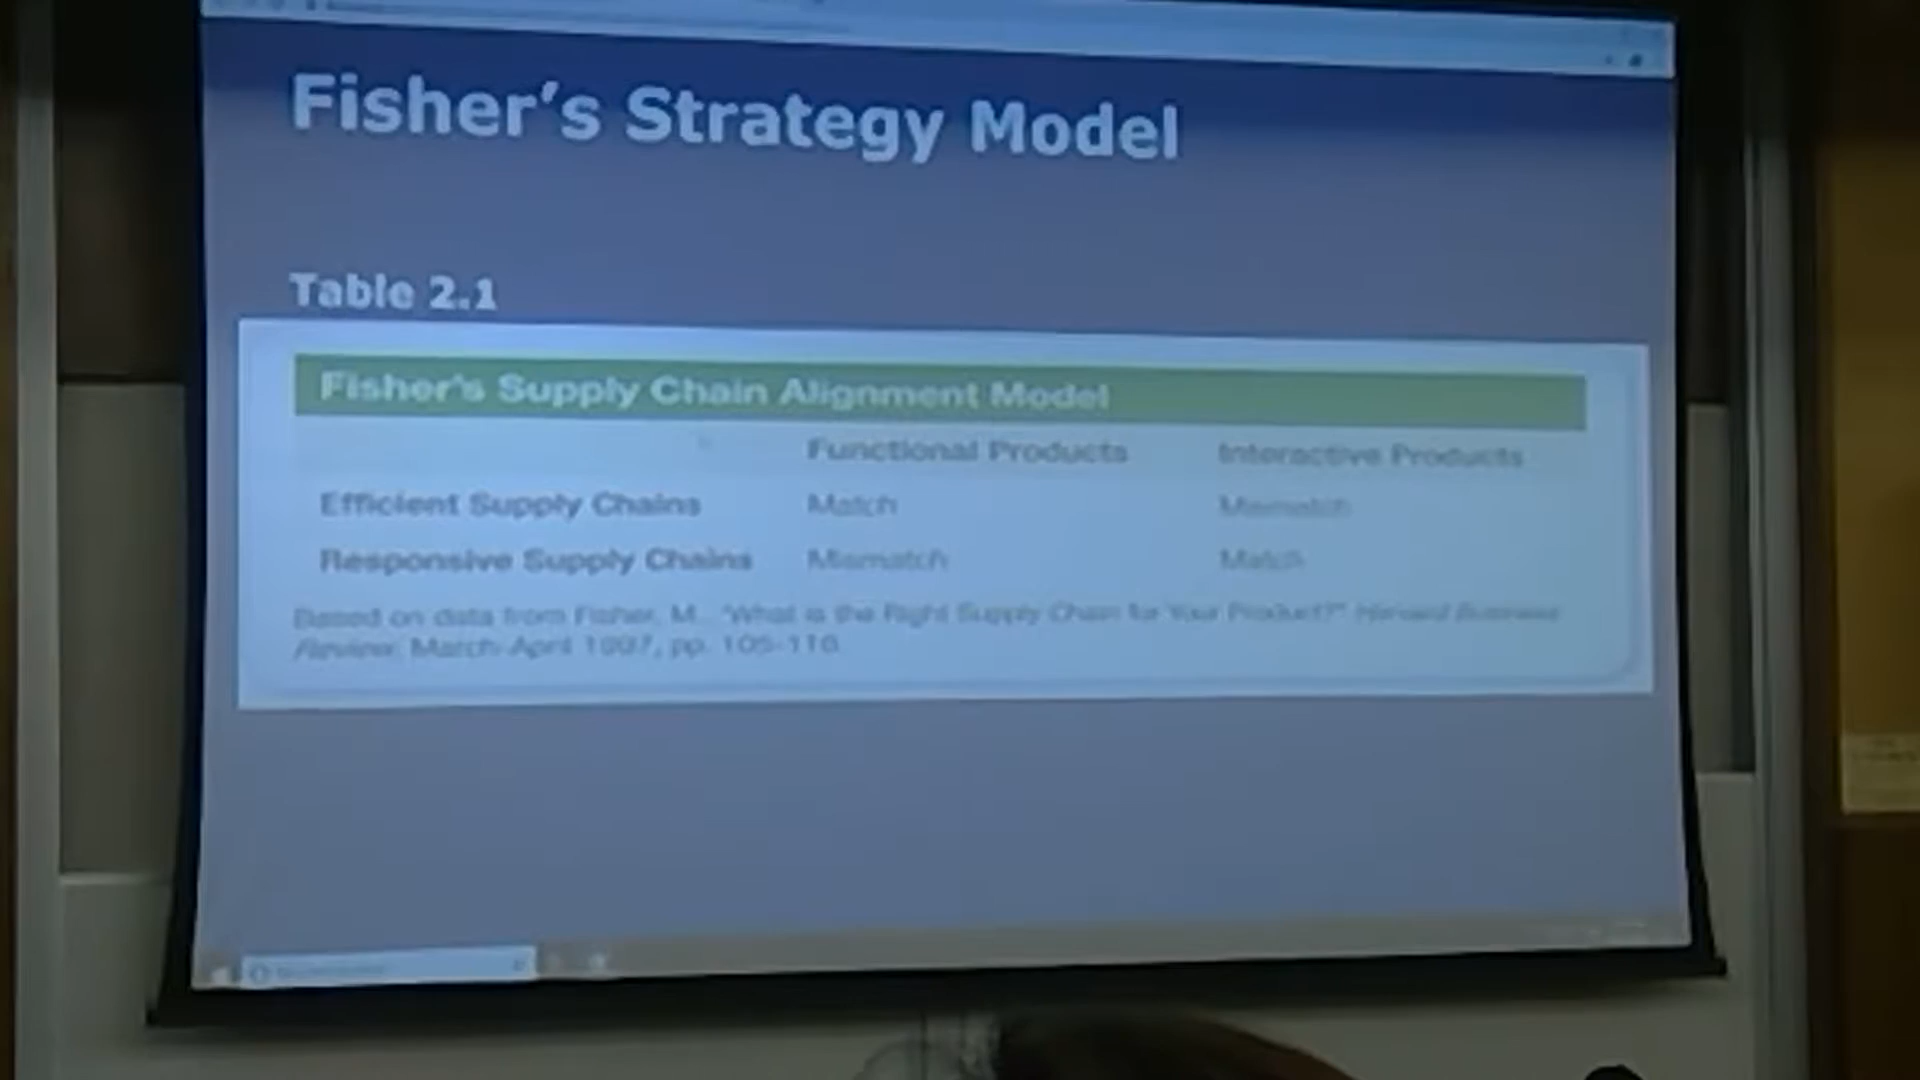 Fisher's Strategy Model
Table 2.1
Fisher's Supply Chain Alignment Model
Functional Products Interactive Products
Efficient Supply Chains Match Mismatch
Responsive Supply Chains Mismatch Match
Based on data from Fisher, M., "What is the Right Supply Chain for Your Product?" Harvard Business
Review, March-April 1997, pp. 105-116